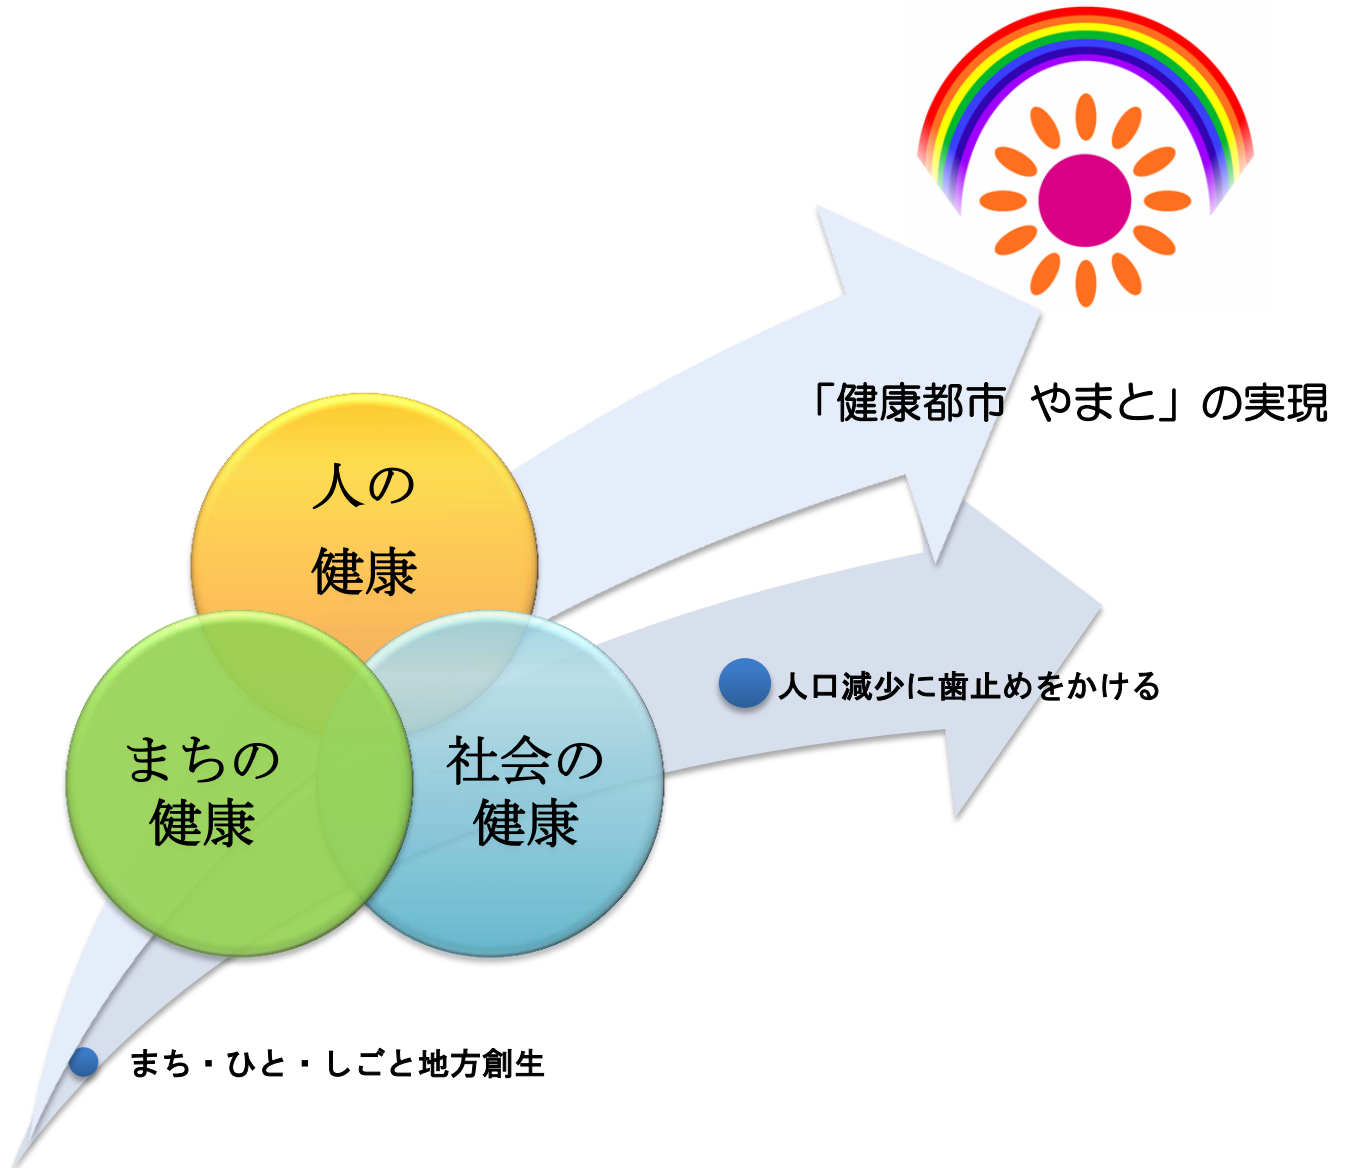 「健康都市 やまと」の実現
人の
健康
人口減少に歯止めをかける
まちの
健康
社会の
健康
まち・ひと・しごと地方創生